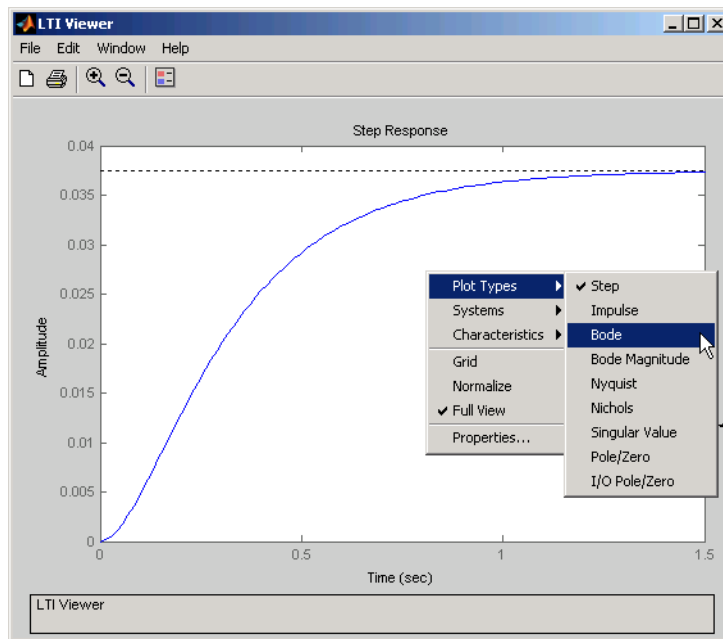 LTI Viewer
File Edit Window Help
Step Response
0.04
0.035
0.03
0.025
0.02
0.015
0.01
0.005
0
Amplitude
0 0.5 1 1.5
Time (sec)
Plot Types
Systems
Characteristics
Grid
Normalize
Full View
Properties...
Step
Impulse
Bode
Bode Magnitude
Nyquist
Nichols
Singular Value
Pole/Zero
I/O Pole/Zero
LTI Viewer